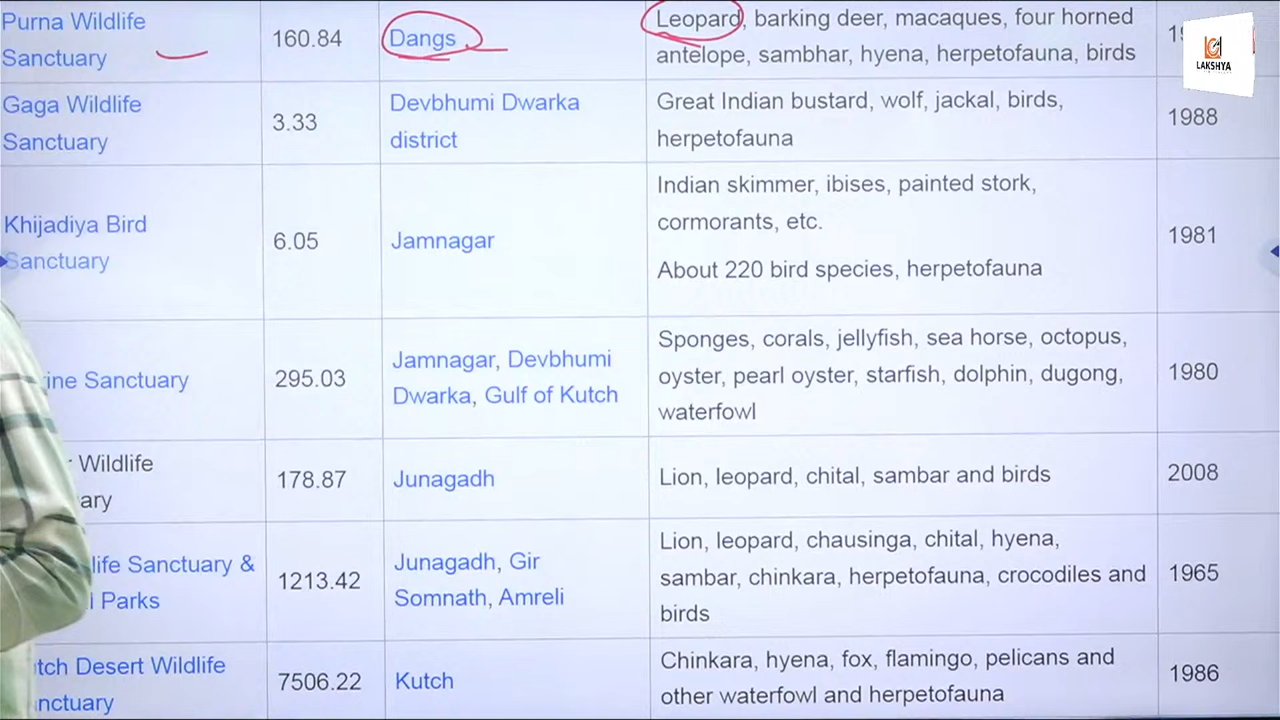 Purna Wildlife
Sanctuary
160.84
Dangs
Leopard, barking deer, macaques, four horned
antelope, sambhar, hyena, herpetofauna, birds
LAKSHYA
Gaga Wildlife
Sanctuary
3.33
Devbhumi Dwarka
district
Great Indian bustard, wolf, jackal, birds,
herpetofauna
1988
Khijadiya Bird
Sanctuary
6.05
Jamnagar
Indian skimmer, ibises, painted stork,
cormorants, etc.
About 220 bird species, herpetofauna
1981
ine Sanctuary
295.03
Jamnagar, Devbhumi
Dwarka, Gulf of Kutch
Sponges, corals, jellyfish, sea horse, octopus,
oyster, pearl oyster, starfish, dolphin, dugong,
waterfowl
1980
Wildlife
ary
178.87
Junagadh
Lion, leopard, chital, sambar and birds
2008
life Sanctuary &
Parks
1213.42
Junagadh, Gir
Somnath, Amreli
Lion, leopard, chausinga, chital, hyena,
sambar, chinkara, herpetofauna, crocodiles and
birds
1965
tch Desert Wildlife
nctuary
7506.22
Kutch
Chinkara, hyena, fox, flamingo, pelicans and
other waterfowl and herpetofauna
1986